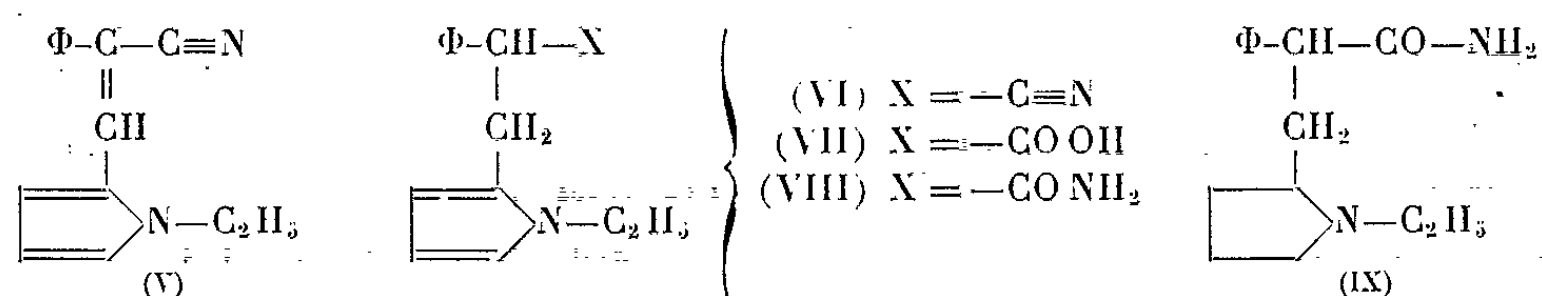 Φ-C—C≡N
Φ-CH—X
Φ-CH—CO—NH₂
(VI) X = —C≡N
CH
CH₂
(VII) X = —CO OH
CH₂
(VIII) X = —CO NH₂
N—C₂H₅
N—C₂H₅
N—C₂H₅
(V)
(IX)